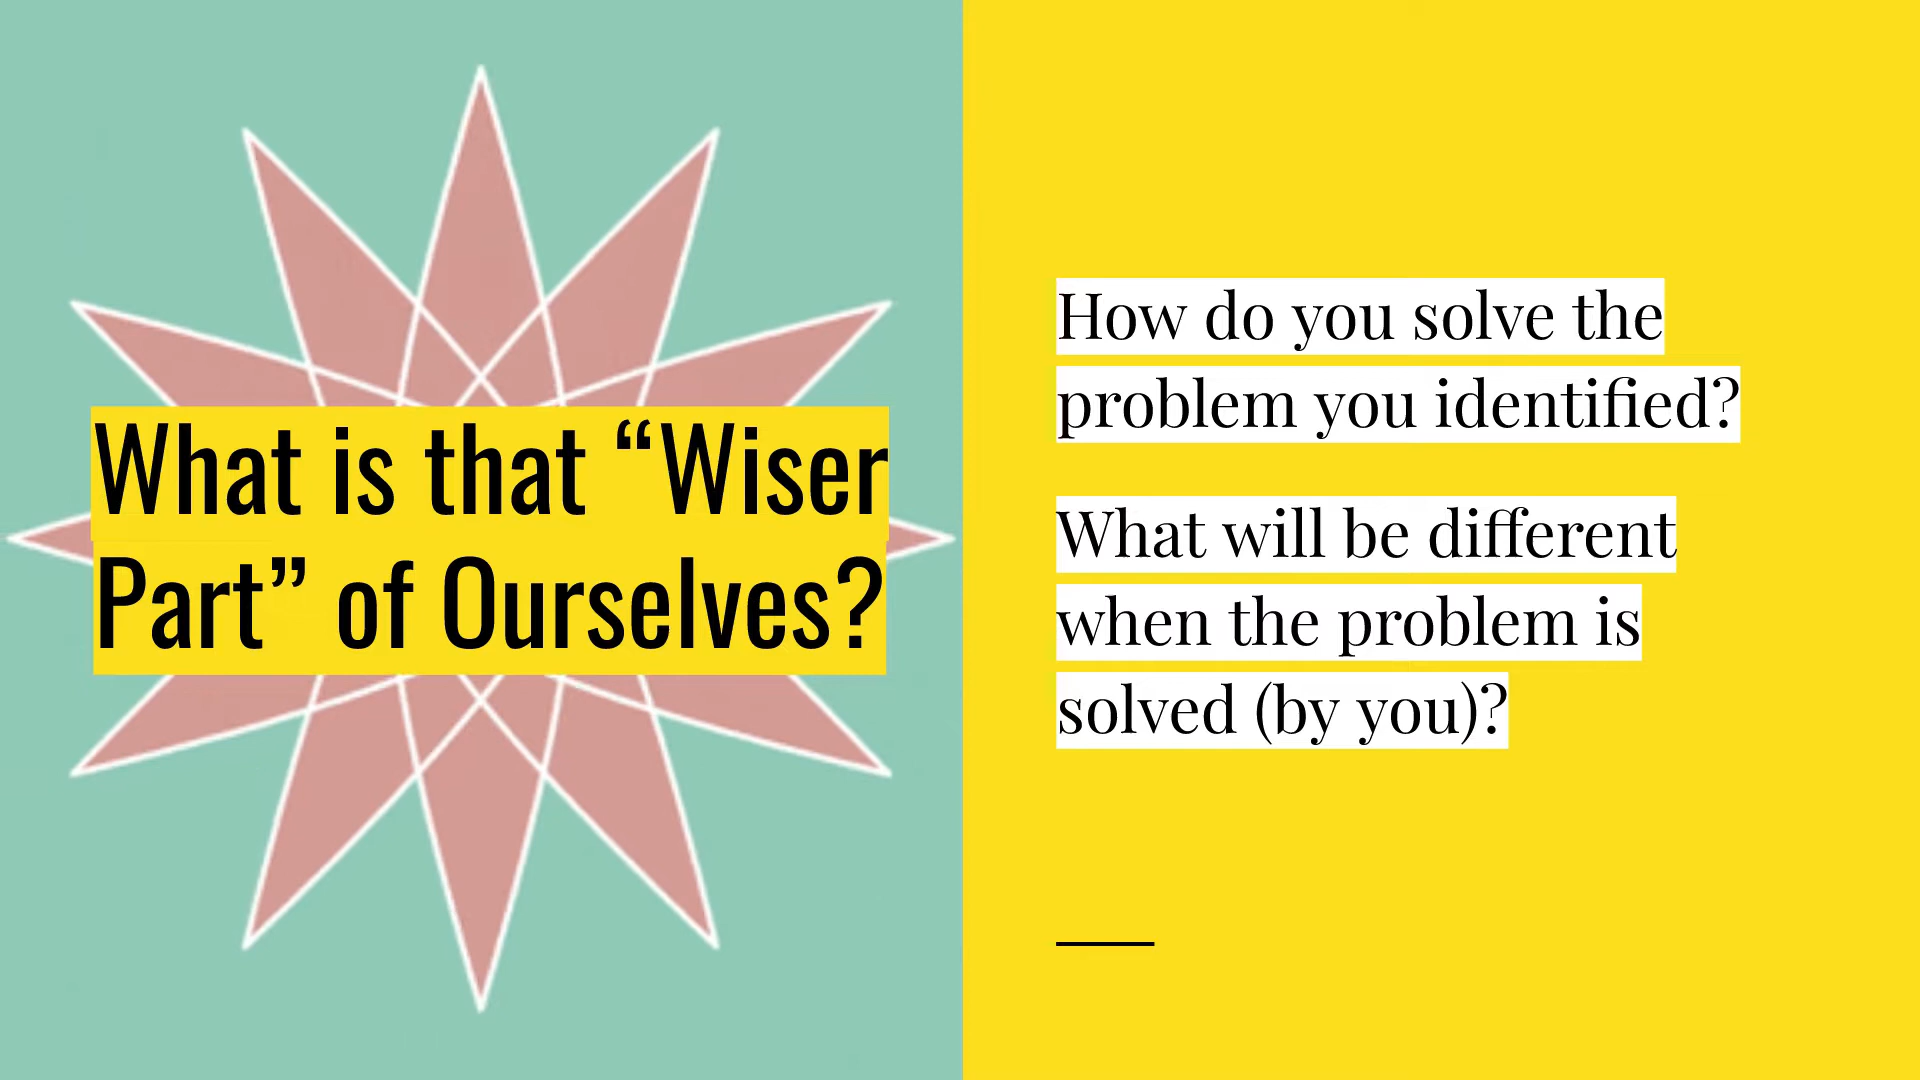 What is that “Wiser
Part” of Ourselves?
How do you solve the
problem you identified?
What will be different
when the problem is
solved (by you)?